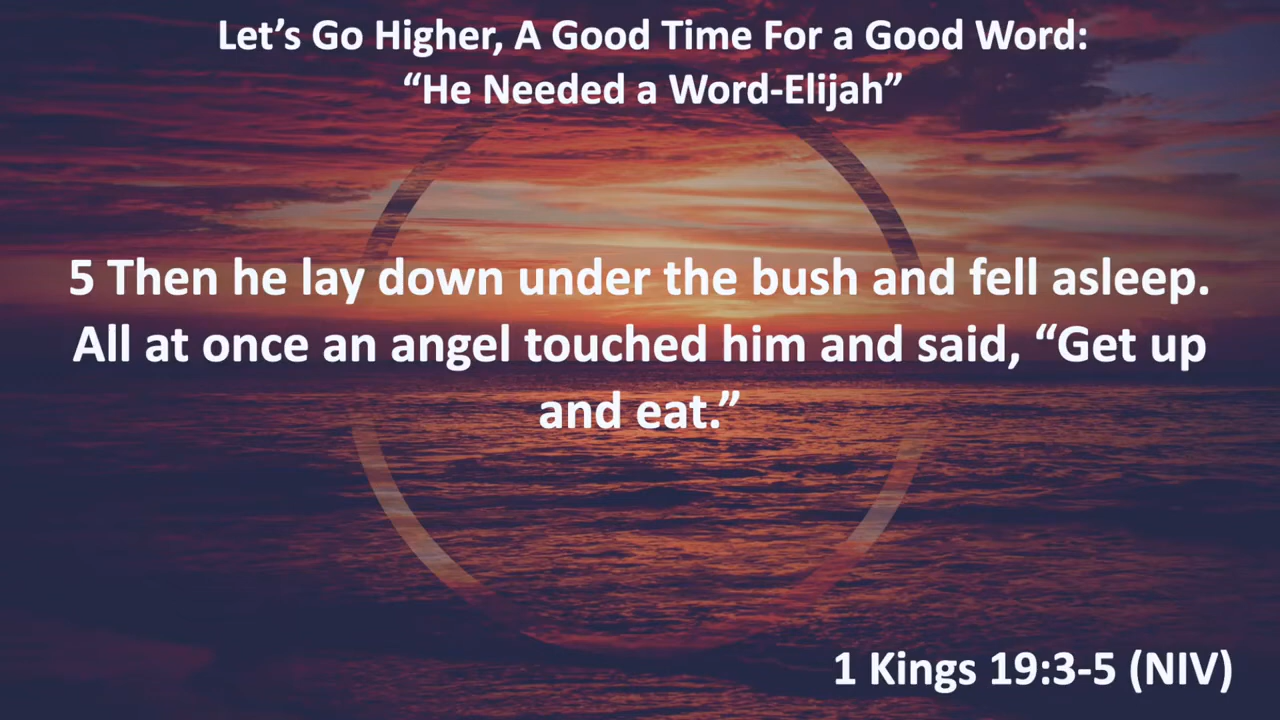 Let’s Go Higher, A Good Time For a Good Word:
“He Needed a Word-Elijah”
5 Then he lay down under the bush and fell asleep.
All at once an angel touched him and said, “Get up
and eat.”
1 Kings 19:3-5 (NIV)